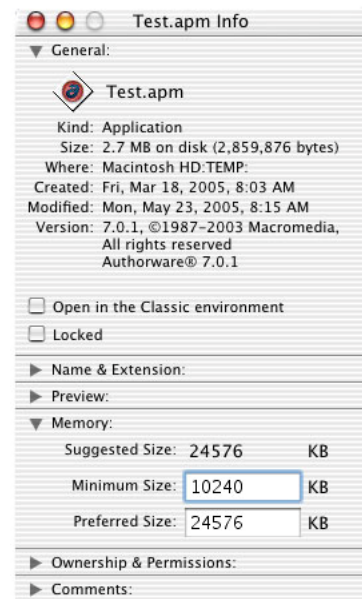 Test.apm Info
General:
Test.apm
Kind: Application
Size: 2.7 MB on disk (2,859,876 bytes)
Where: Macintosh HD:TEMP:
Created: Fri, Mar 18, 2005, 8:03 AM
Modified: Mon, May 23, 2005, 8:15 AM
Version: 7.0.1, ©1987-2003 Macromedia,
All rights reserved
Authorware® 7.0.1
Open in the Classic environment
Locked
Name & Extension:
Preview:
Memory:
Suggested Size: 24576 KB
Minimum Size: 10240 KB
Preferred Size: 24576 KB
Ownership & Permissions:
Comments: